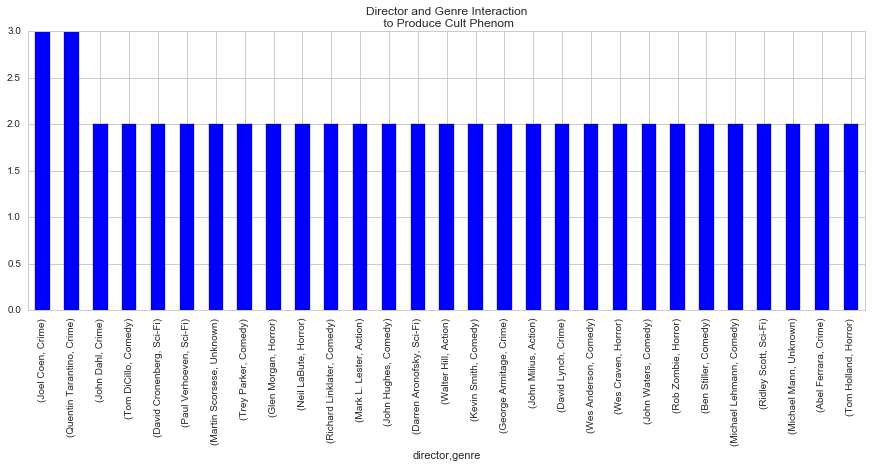 Director and Genre Interaction
to Produce Cult Phenom
3.0
2.5
2.0
1.5
1.0
0.5
0.0
(Joel Coen, Crime)
(Quentin Tarantino, Crime)
(John Dahl, Crime)
(Tom DiCillo, Comedy)
(David Cronenberg, Sci-Fi)
(Paul Verhoeven, Sci-Fi)
(Martin Scorsese, Unknown)
(Trey Parker, Comedy)
(Glen Morgan, Horror)
(Neil LaBute, Horror)
(Richard Linklater, Comedy)
(Mark L. Lester, Action)
(John Hughes, Comedy)
(Darren Aronofsky, Sci-Fi)
(Walter Hill, Action)
(Kevin Smith, Comedy)
(George Armitage, Crime)
(John Milius, Action)
(David Lynch, Crime)
(Wes Anderson, Comedy)
(Wes Craven, Horror)
(John Waters, Comedy)
(Rob Zombie, Horror)
(Ben Stiller, Comedy)
(Michael Lehmann, Comedy)
(Ridley Scott, Sci-Fi)
(Michael Mann, Unknown)
(Abel Ferrara, Crime)
(Tom Holland, Horror)
director,genre